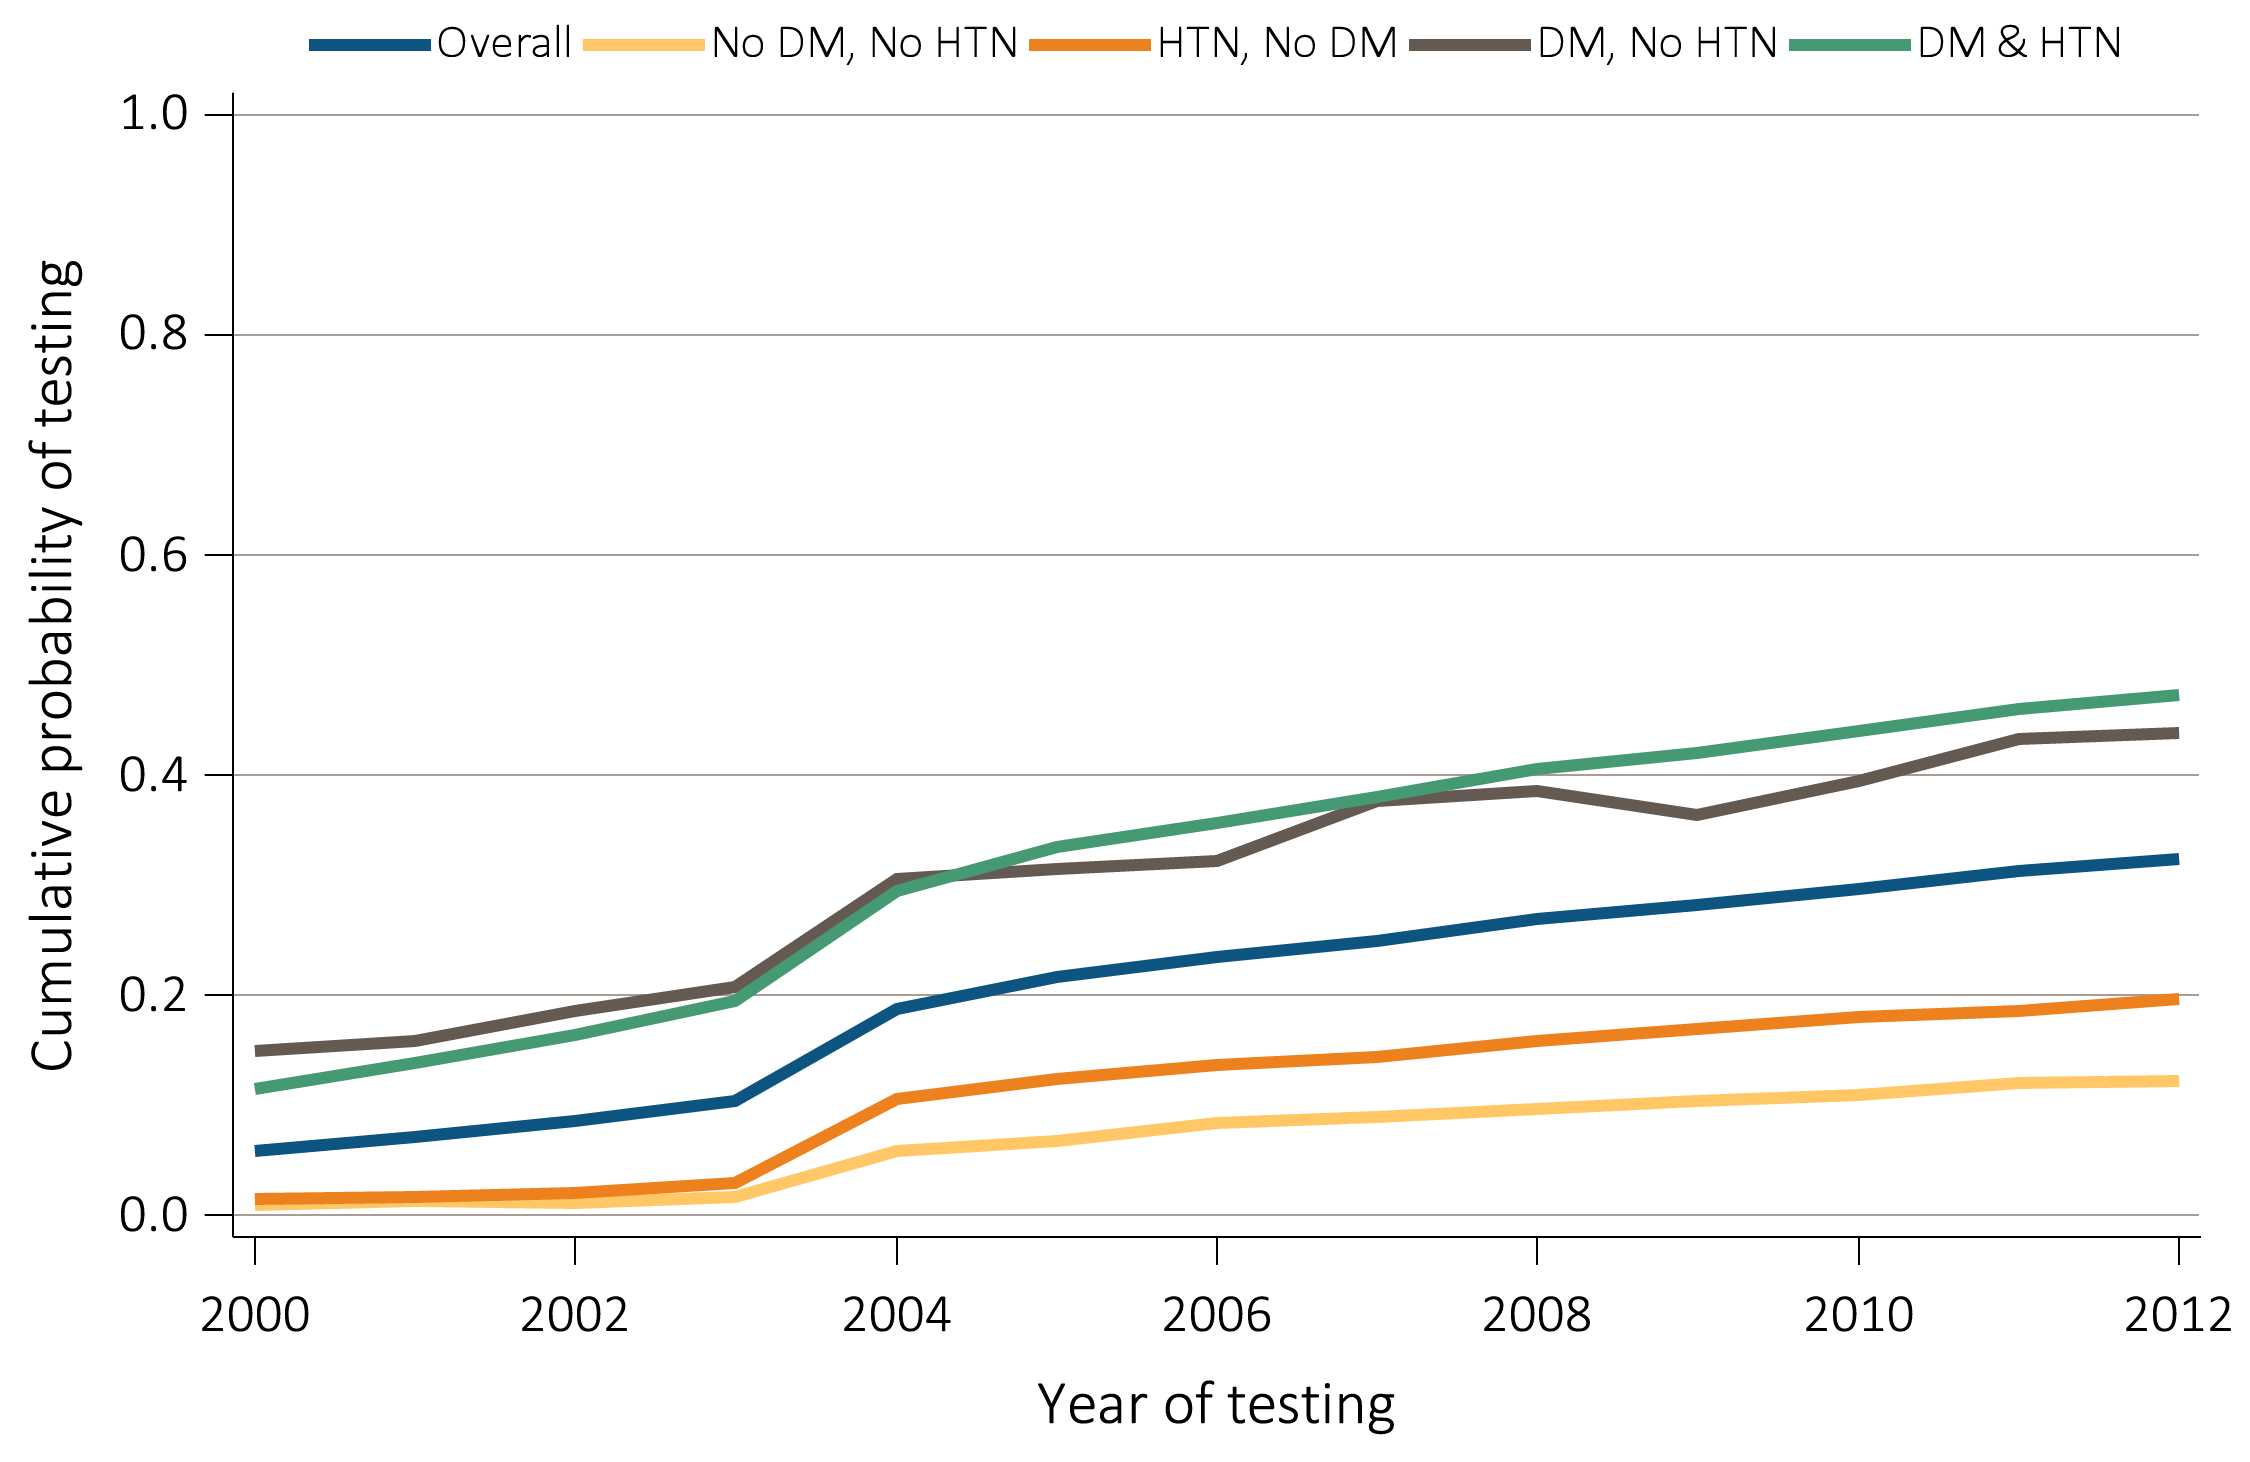 Overall No DM, No HTN HTN, No DM DM, No HTN DM & HTN
Cumulative probability of testing
1.0
0.8
0.6
0.4
0.2
0.0
2000 2002 2004 2006 2008 2010 2012
Year of testing